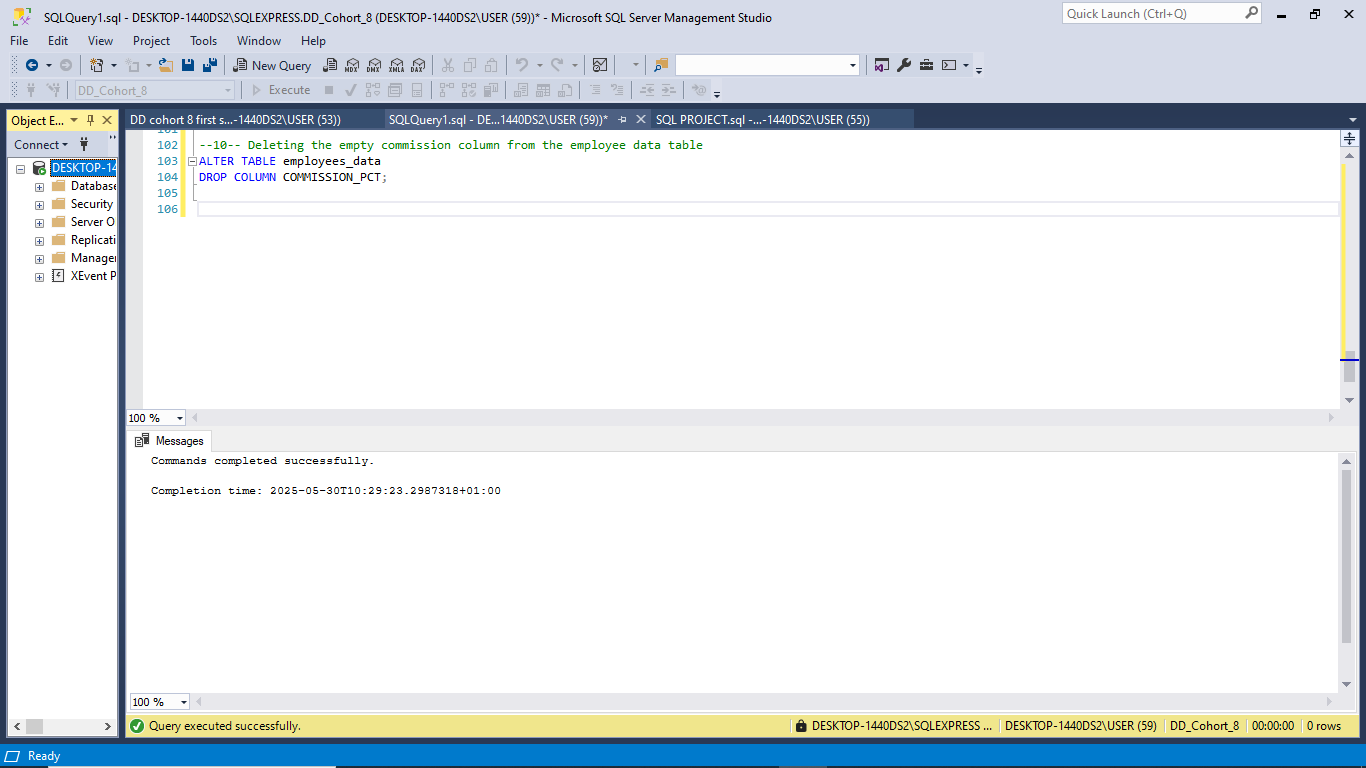 SQLQuery1.sql - DESKTOP-1440DS2\SQLEXPRESS.DD_Cohort_8 (DESKTOP-1440DS2\USER (59))* - Microsoft SQL Server Management Studio
Quick Launch (Ctrl+Q)
File Edit View Project Tools Window Help
New Query
MDX DMX XMLA DAX
DD_Cohort_8
Execute
Object E...
DD cohort 8 first s...-1440DS2\USER (53))
SQLQuery1.sql - DE...1440DS2\USER (59))*
SQL PROJECT.sql -...-1440DS2\USER (55))
Connect
DESKTOP-14
Database
Security
Server O
Replicati
Manager
XEvent P
101
102 --10-- Deleting the empty commission column from the employee data table
103 ALTER TABLE employees_data
104 DROP COLUMN COMMISSION_PCT;
105
106
100 %
Messages
Commands completed successfully.
Completion time: 2025-05-30T10:29:23.2987318+01:00
100 %
Query executed successfully.
DESKTOP-1440DS2\SQLEXPRESS ...
DESKTOP-1440DS2\USER (59)
DD_Cohort_8
00:00:00
0 rows
Ready